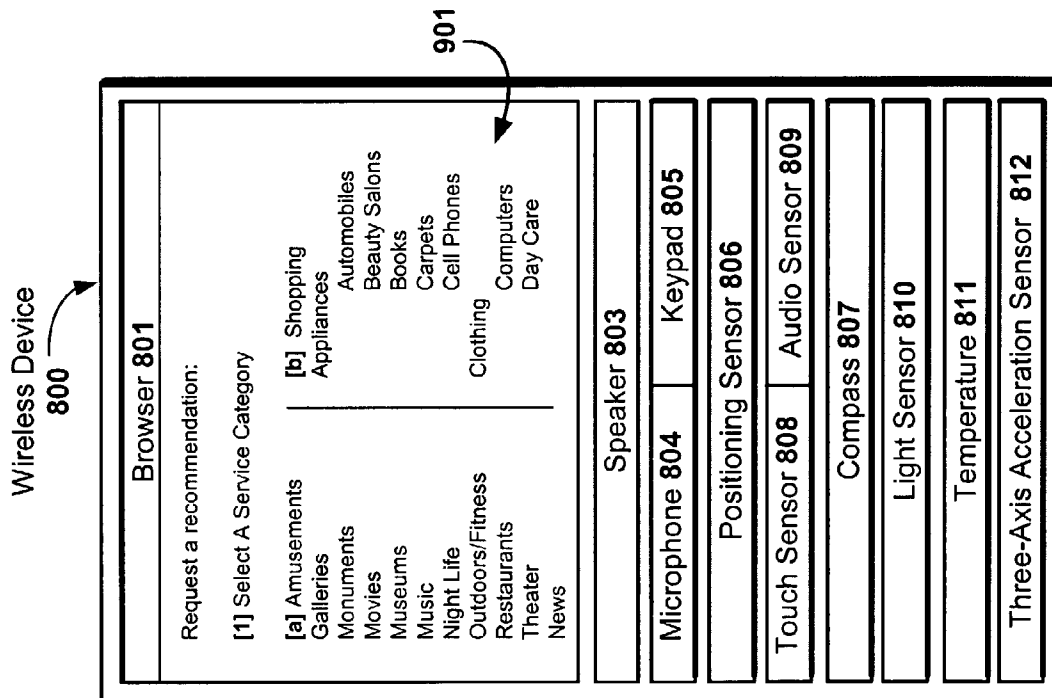 Wireless Device
800
Browser 801
Request a recommendation:
[1] Select A Service Category
[a] Amusements
Galleries
Monuments
Movies
Museums
Music
Night Life
Outdoors/Fitness
Restaurants
Theater
News
[b] Shopping
Appliances
Automobiles
Beauty Salons
Books
Carpets
Cell Phones
Clothing
Computers
Day Care
901
Speaker 803
Microphone 804
Keypad 805
Positioning Sensor 806
Touch Sensor 808
Audio Sensor 809
Compass 807
Light Sensor 810
Temperature 811
Three-Axis Acceleration Sensor 812